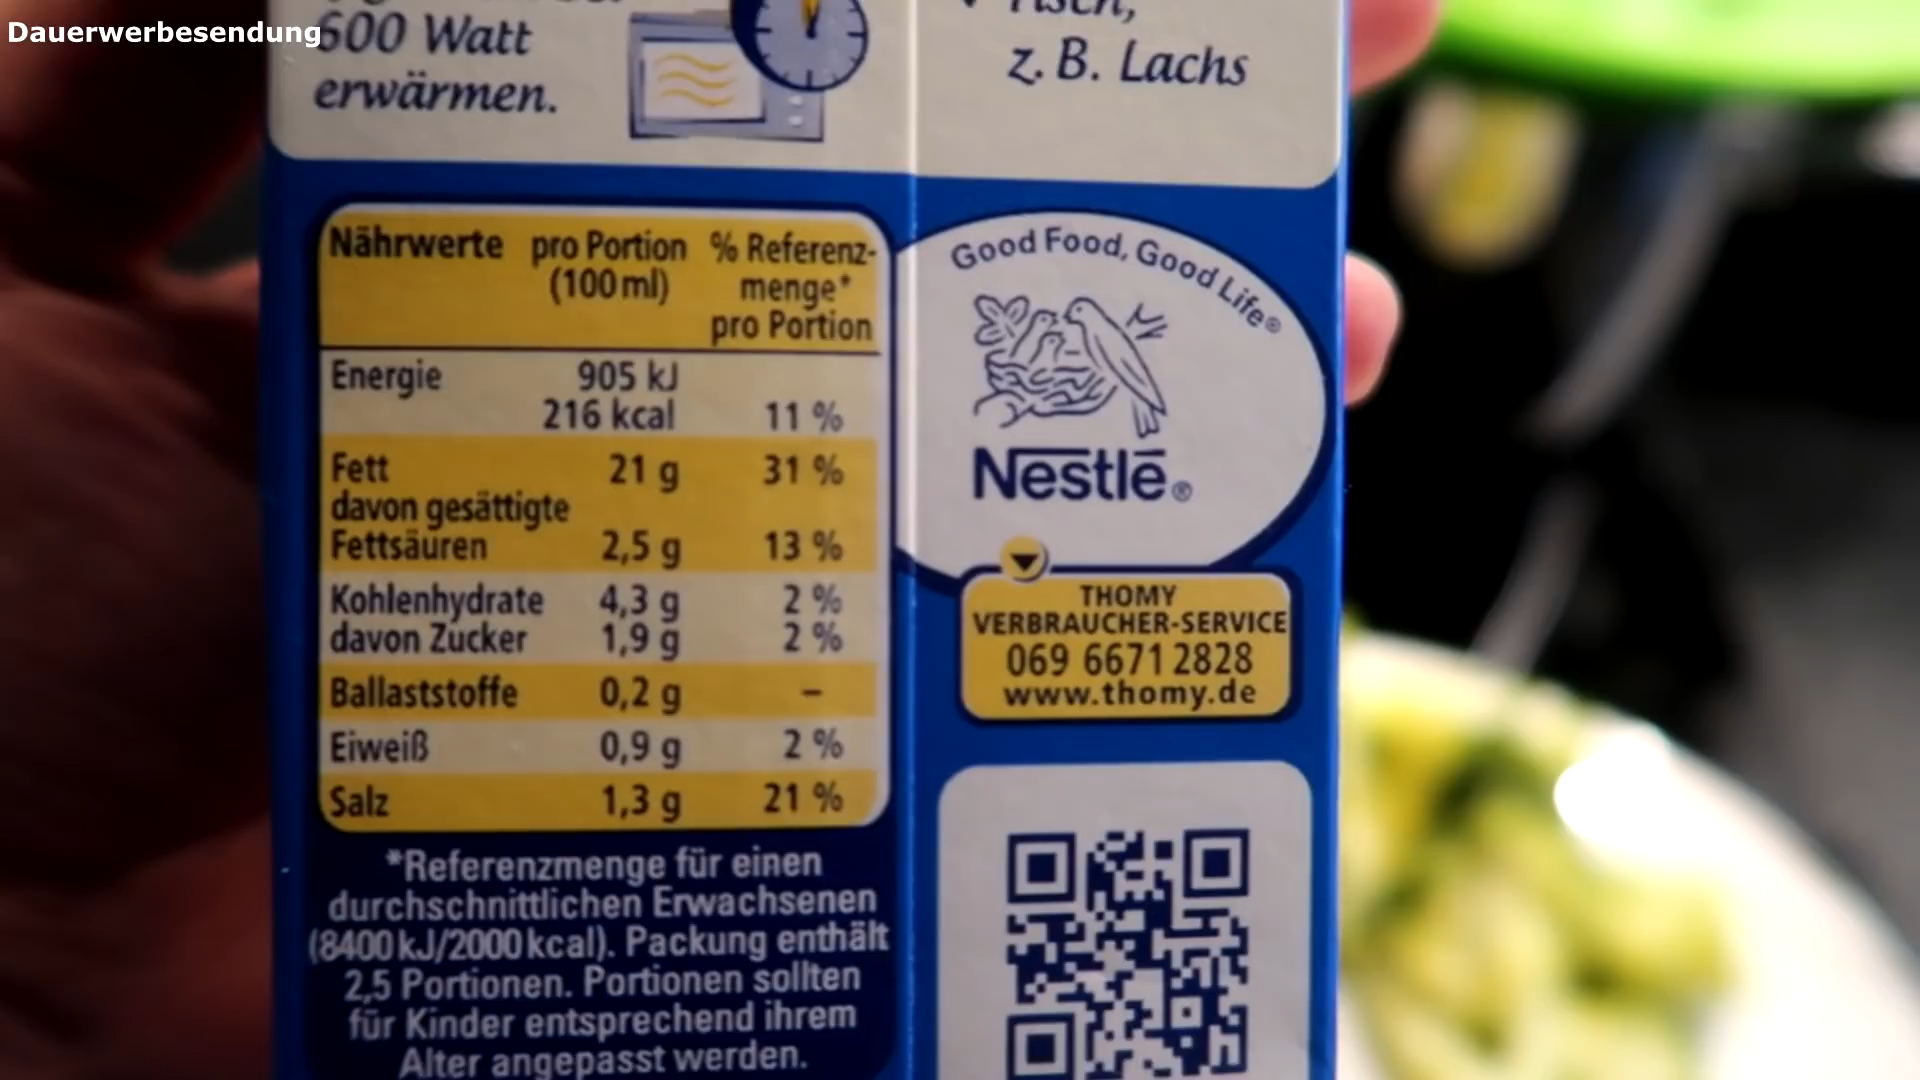 Dauerwerbesendung
600 Watt
erwärmen.
z. B. Lachs
Nährwerte pro Portion % Referenz-
(100 ml) menge*
pro Portion
Energie 905 kJ
216 kcal 11 %
Fett 21 g 31 %
davon gesättigte
Fettsäuren 2,5 g 13 %
Kohlenhydrate 4,3 g 2 %
davon Zucker 1,9 g 2 %
Ballaststoffe 0,2 g –
Eiweiß 0,9 g 2 %
Salz 1,3 g 21 %
*Referenzmenge für einen
durchschnittlichen Erwachsenen
(8400 kJ/2000 kcal). Packung enthält
2,5 Portionen. Portionen sollten
für Kinder entsprechend ihrem
Alter angepasst werden.
Good Food, Good Life®
Nestlé®
THOMY
VERBRAUCHER-SERVICE
069 6671 2828
www.thomy.de